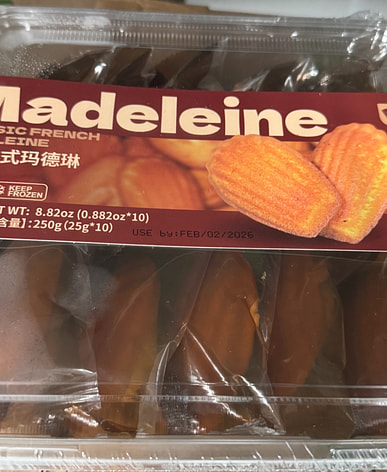 Madeleine
SIC FRENCH
LEINE
式玛德琳
KEEP
FROZEN
T WT: 8.82oz (0.882oz*10)
含量】:250g (25g*10)
USE by:FEB/02/2026